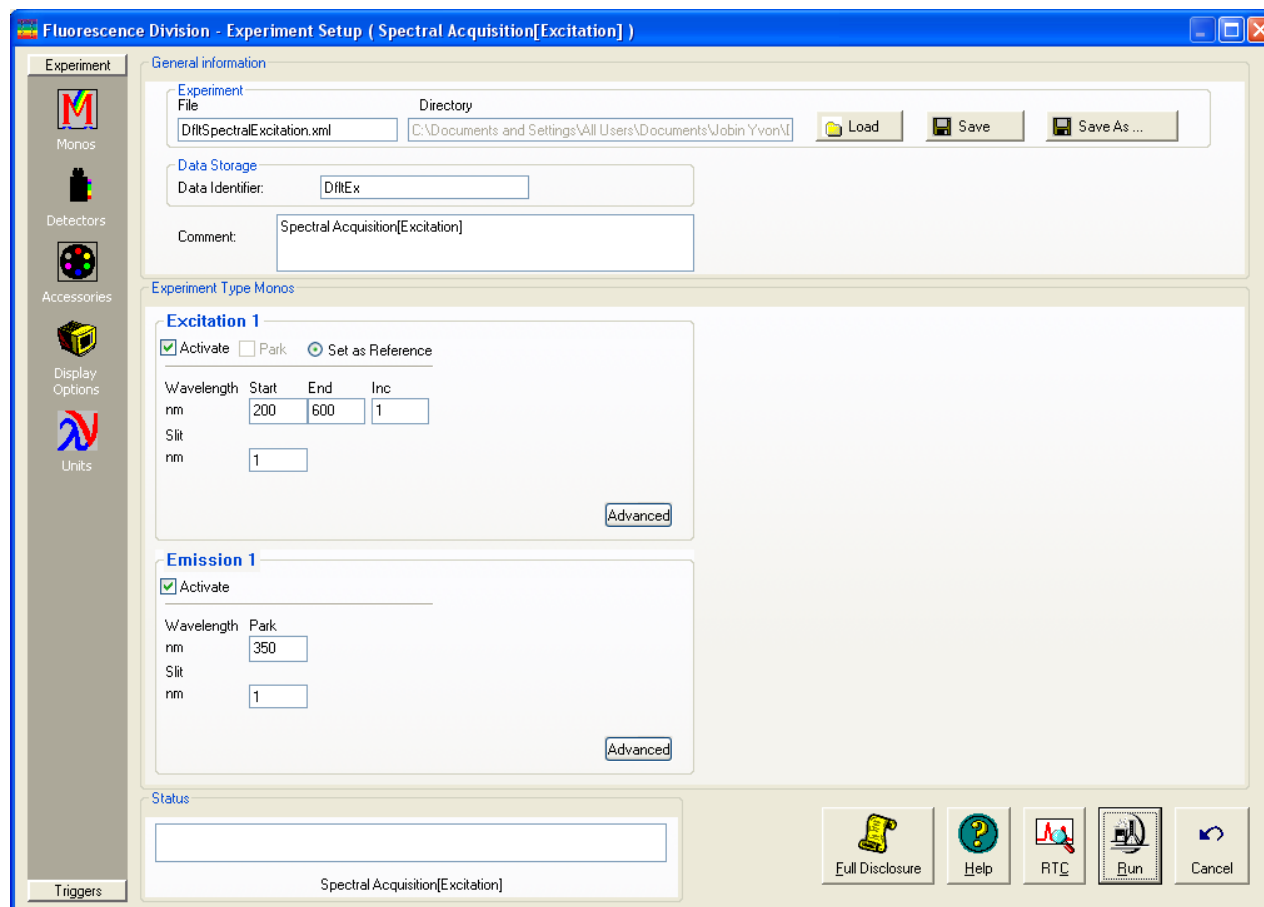 Fluorescence Division - Experiment Setup ( Spectral Acquisition[Excitation] )
Experiment
Monos
Detectors
Accessories
Display
Options
Units
Triggers
General information
Experiment
File Directory
DfltSpectralExcitation.xml C:\Documents and Settings\All Users\Documents\Jobin Yvon\ Load Save Save As ...
Data Storage
Data Identifier: DfltEx
Comment: Spectral Acquisition[Excitation]
Experiment Type Monos
Excitation 1
Activate Park Set as Reference
Wavelength Start End Inc
nm 200 600 1
Slit
nm 1
Advanced
Emission 1
Activate
Wavelength Park
nm 350
Slit
nm 1
Advanced
Status
Spectral Acquisition[Excitation]
Full Disclosure Help RTC Run Cancel